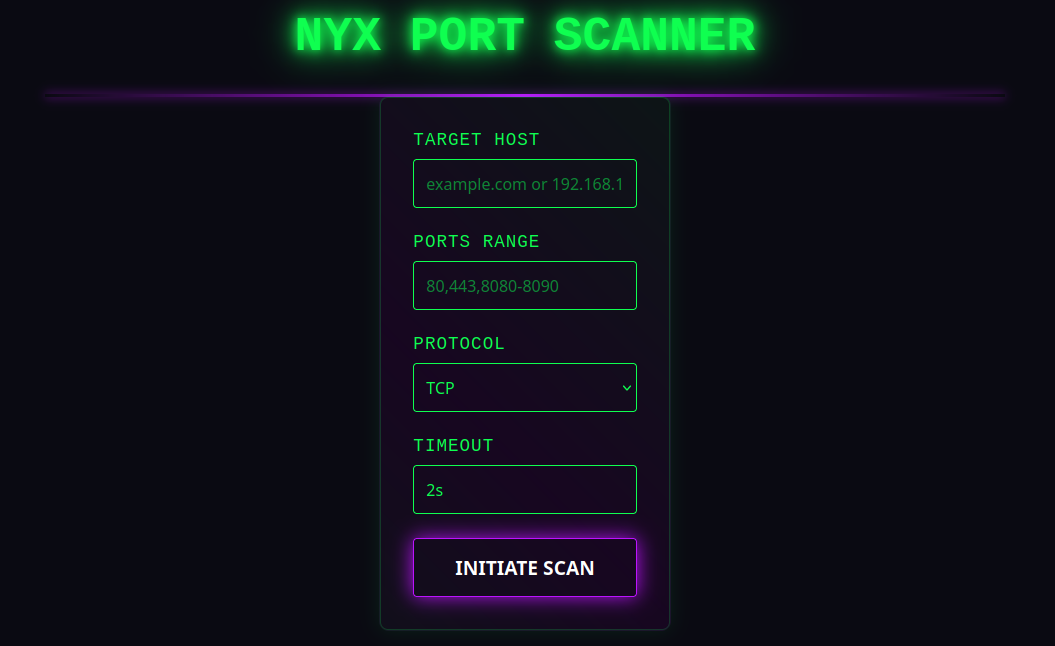 NYX PORT SCANNER
TARGET HOST
example.com or 192.168.1
PORTS RANGE
80,443,8080-8090
PROTOCOL
TCP
TIMEOUT
2s
INITIATE SCAN